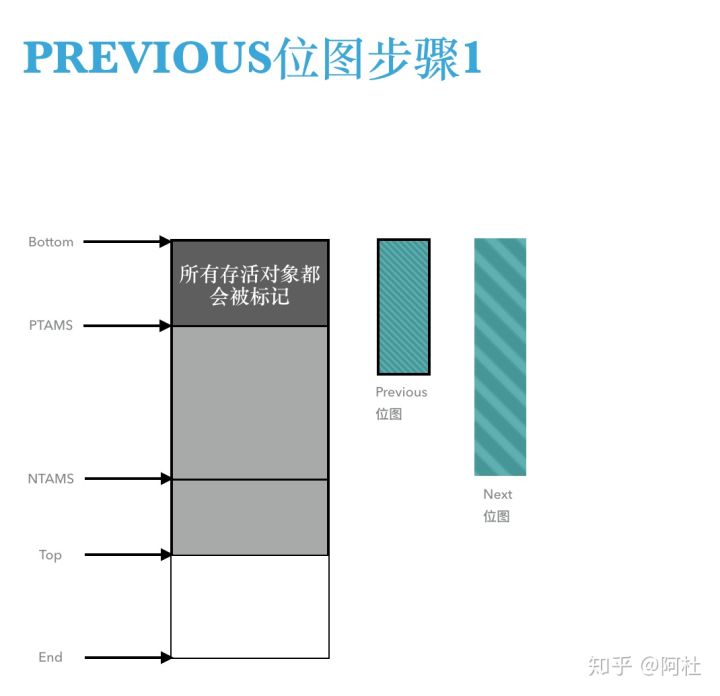 PREVIOUS位图步骤1
Bottom
所有存活对象都
会被标记
PTAMS
Previous
位图
NTAMS
Next
位图
Top
End
知乎 @阿杜